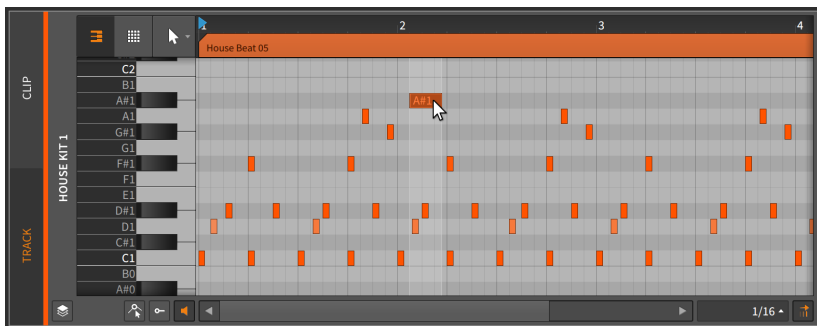 1 2 3 4
House Beat 05
CLIP
TRACK
HOUSE KIT 1
C2
B1
A#1
A#1
A1
G#1
G1
F#1
F1
E1
D#1
D1
C#1
C1
B0
A#0
1/16